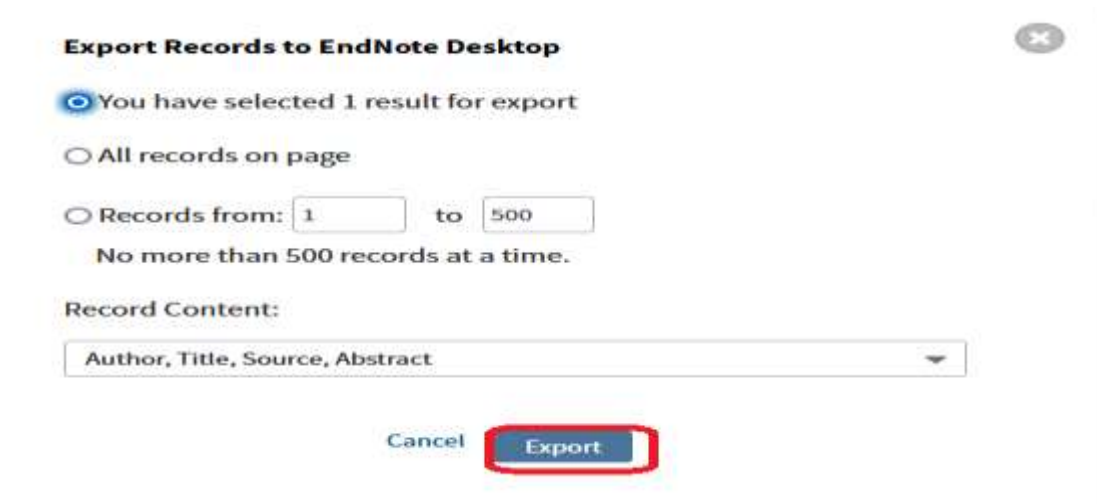 Export Records to EndNote Desktop
You have selected 1 result for export
All records on page
Records from: 1 to 500
No more than 500 records at a time.
Record Content:
Author, Title, Source, Abstract
Cancel Export